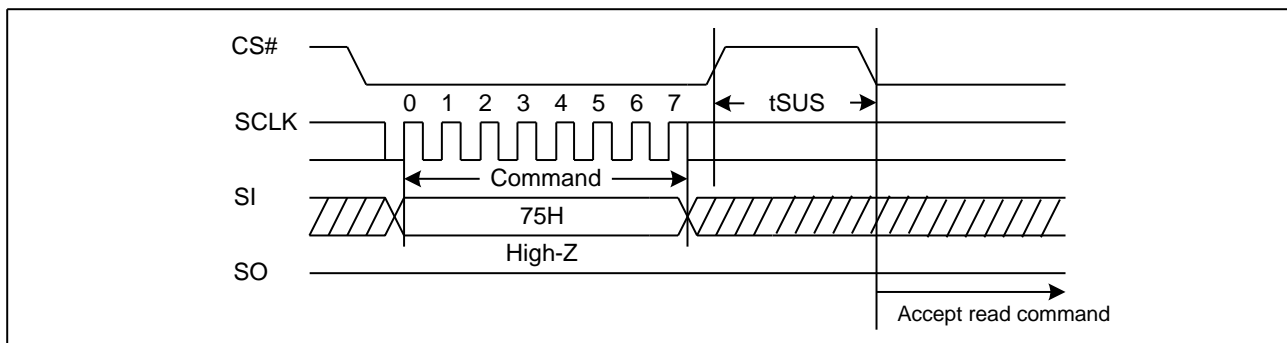 CS#
tSUS
0 1 2 3 4 5 6 7
SCLK
Command
SI
75H
High-Z
SO
Accept read command